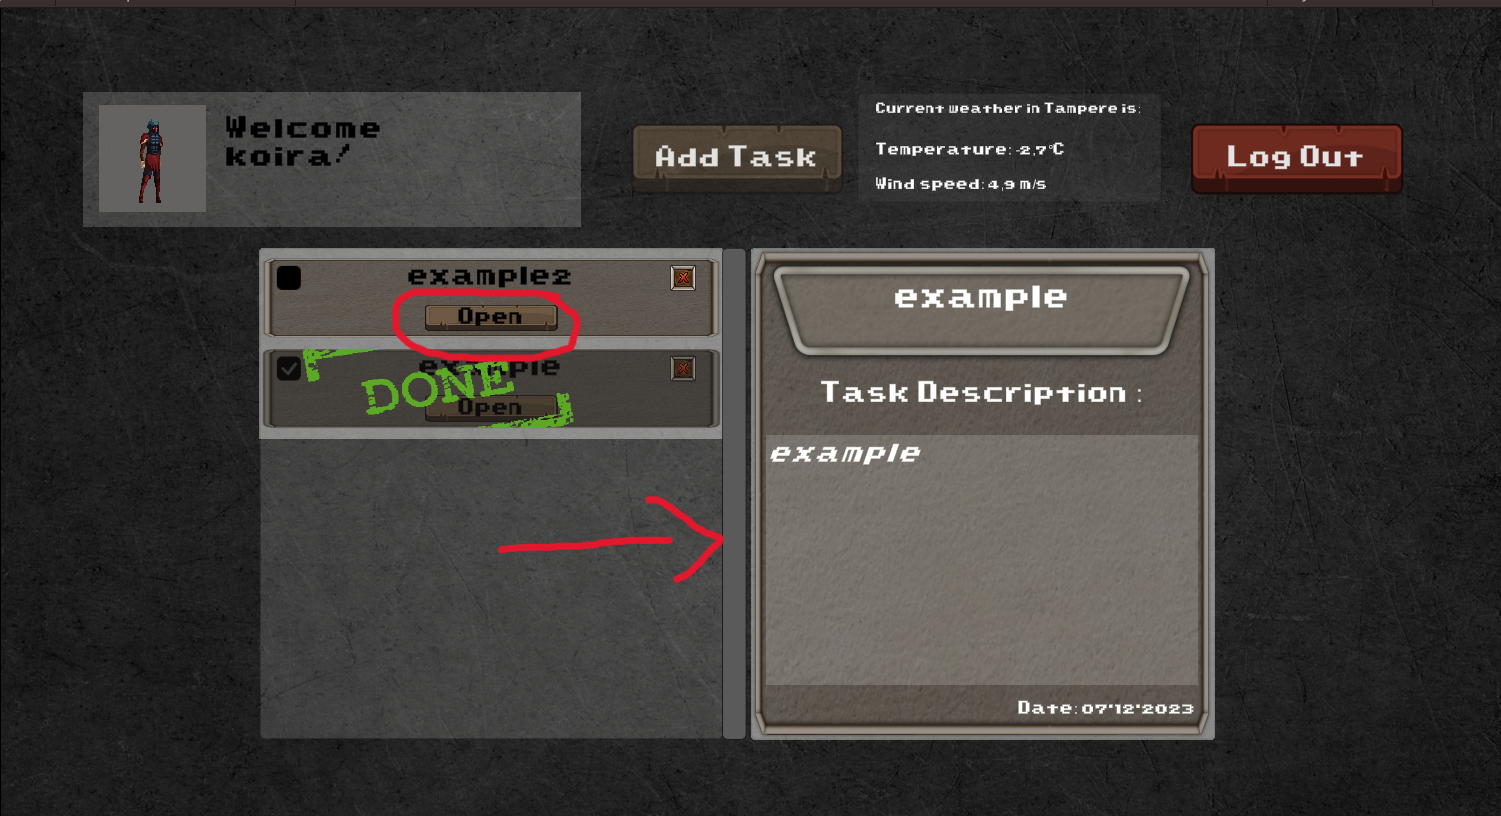 Welcome
koira!
Add Task
Current weather in Tampere is:
Temperature: -2,7°C
Wind speed: 4,9 m/s
Log Out
example2
Open
example
DONE
Open
example
Task Description :
example
Date: 07-12-2023